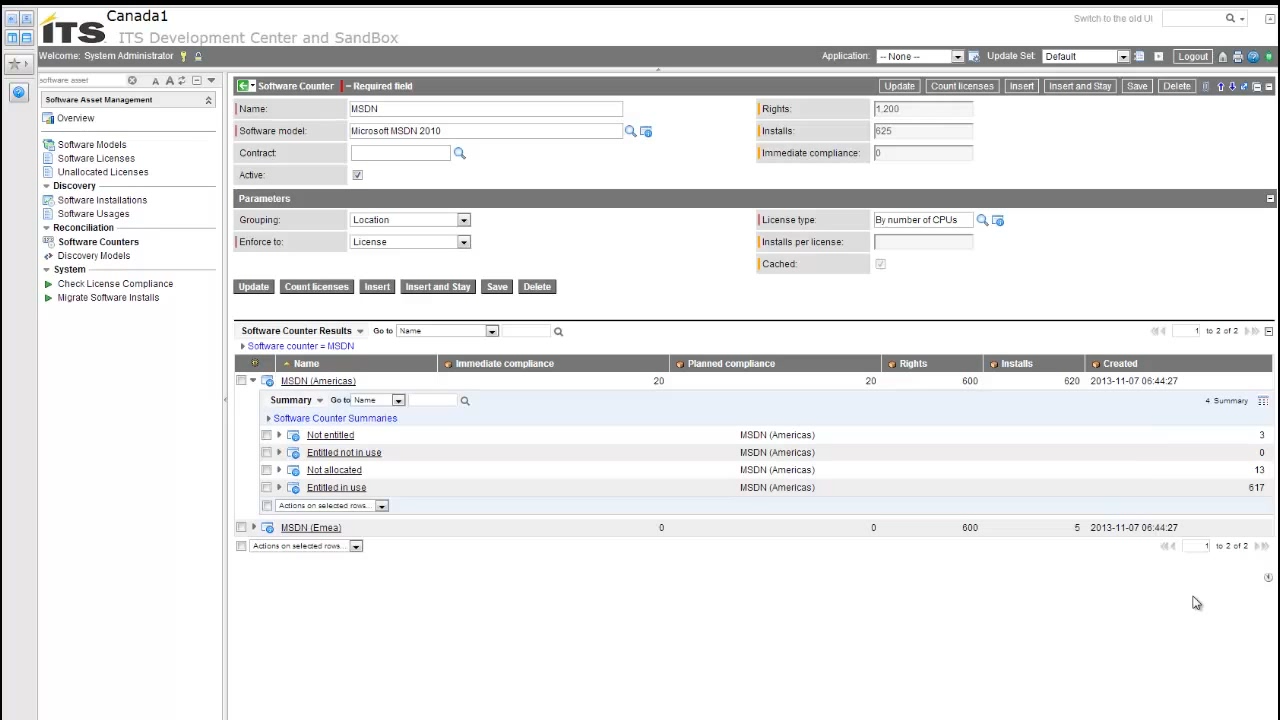 Canada1
ITS
ITS Development Center and SandBox
Switch to the old UI
Welcome: System Administrator
Application: -- None --
Update Set: Default
Logout
software asset
A A
Software Asset Management
Overview
Software Models
Software Licenses
Unallocated Licenses
Discovery
Software Installations
Software Usages
Reconciliation
Software Counters
Discovery Models
System
Check License Compliance
Migrate Software Installs
Software Counter
– Required field
Update Count licenses Insert Insert and Stay Save Delete
Name: MSDN
Rights: 1,200
Software model: Microsoft MSDN 2010
Installs: 625
Contract:
Immediate compliance: 0
Active:
Parameters
Grouping: Location
License type: By number of CPUs
Enforce to: License
Installs per license:
Cached:
Update Count licenses Insert Insert and Stay Save Delete
Software Counter Results Go to Name
1 to 2 of 2
Software counter = MSDN
Name Immediate compliance Planned compliance Rights Installs Created
MSDN (Americas) 20 20 600 620 2013-11-07 06:44:27
Summary Go to Name
4 Summary
Software Counter Summaries
Not entitled MSDN (Americas) 3
Entitled not in use MSDN (Americas) 0
Not allocated MSDN (Americas) 13
Entitled in use MSDN (Americas) 617
Actions on selected rows...
MSDN (Emea) 0 0 600 5 2013-11-07 06:44:27
Actions on selected rows...
1 to 2 of 2